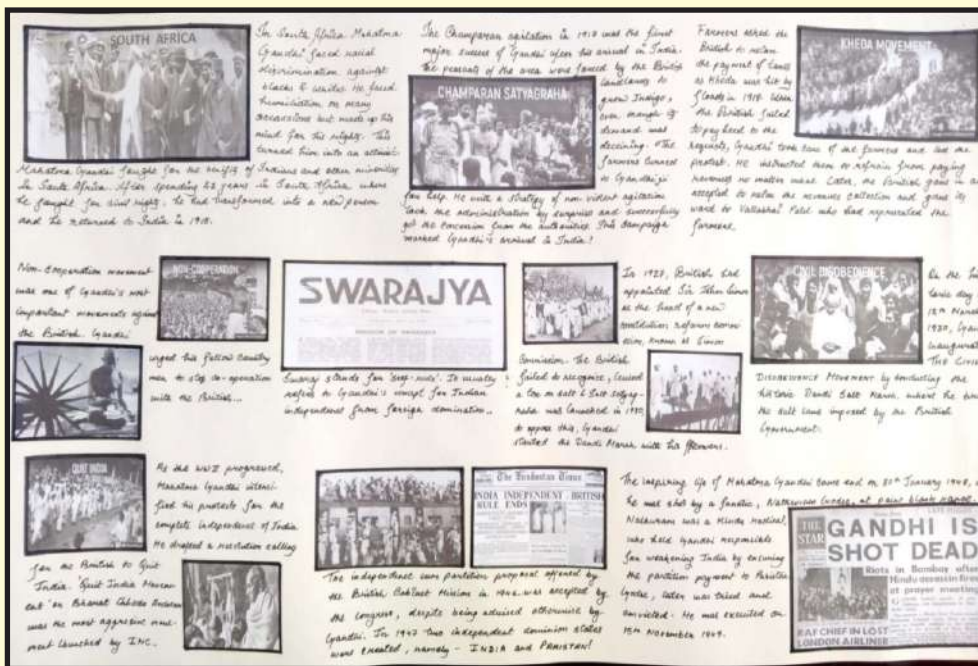 SOUTH AFRICA
In South Africa Mahatma
Gandhi faced racial
discrimination against
blacks & whites. He faced
humiliation on many
occasions but made up his
mind for his rights. This
turned him into an activist.
Mahatma Gandhi fought for the benefits of Indians and other minorities
in South Africa. After spending 22 years in South Africa where
he fought for civil rights, he had transformed into a new person
and he returned to India in 1915.
The Champaran agitation in 1917 was the first
major success of Gandhi after his arrival in India.
The peasants of the area were forced by the British
CHAMPARAN SATYAGRAHA
landlords to
grow Indigo,
even though its
demand was
declining. The
farmers turned
to Gandhiji
for help. He with a strategy of non violent agitation
took the administration by surprise and successfully
got the concession from the authorities. This campaign
marked Gandhi's arrival in India!
Farmers asked the
British to relax
the payment of taxes
as Kheda was hit by
floods in 1918. When
the British failed
to pay heed to the
KHEDA MOVEMENT
requests, Gandhi took case of the farmers and led the
protest. He instructed them to refrain from paying
revenues no matter what. Later, the British gave in and
accepted to relax the revenue collection and gave its
word to Vallabhai Patel who had represented the
farmers.
Non-Cooperation movement
was one of Gandhi's most
important movements against
the British. Gandhi
NON-COOPERATION
urged his fellow country
men to stop co-operation
with the British...
SWARAJYA
Swaraj stands for 'self-rule'. It usually
refers to Gandhi's concept for Indian
independence from foreign domination..
In 1927, British had
appointed Sir John Simon
as the head of a new
constitution reform
known as Simon
Commission. The British
failed to recognise,
tax on salt & Salt Satyag-
raha was launched in 1930,
to oppose this, Gandhi
started the Dandi March with his followers.
CIVIL DISOBEDIENCE
On the
day
12th March
1930, Gandhi
inaugurated
The Civil
DISOBEDIENCE MOVEMENT by conducting the
historic Dandi Salt March, where he broke
the Salt Laws imposed by the British
Government.
QUIT INDIA
As the WWII progressed,
Mahatma Gandhi intensi-
fied his protests for the
complete independence of India.
He drafted a resolution calling
for the British to Quit
India. 'Quit India Movem-
ent' or Bharat Chhodo Andolan
was the most aggressive move-
ment launched by INC.
The Hindustan Times
INDIA INDEPENDENT BRITISH
RULE ENDS
The independence cum partition proposal offered by
the British Cabinet Mission in 1946 was accepted by
the Congress, despite being advised otherwise by
Gandhi. In 1947 two independent dominion states
were created, namely - INDIA and PAKISTAN!
The inspiring life of Mahatma Gandhi came end on 30th January 1948,
he was shot by a fanatic, Nathuram Godse, at point blank
Nathuram was a Hindu radical,
who held Gandhi responsible
for weakening India by ensuring
the partition payment to Pakistan.
Godse, later was tried and
convicted. He was executed on
15th November 1949.
THE STAR
GANDHI IS
SHOT DEAD
Riots in Bombay after
Hindu assassin fires
at prayer meeting
RAF CHIEF IN LOST
LONDON AIRLINER